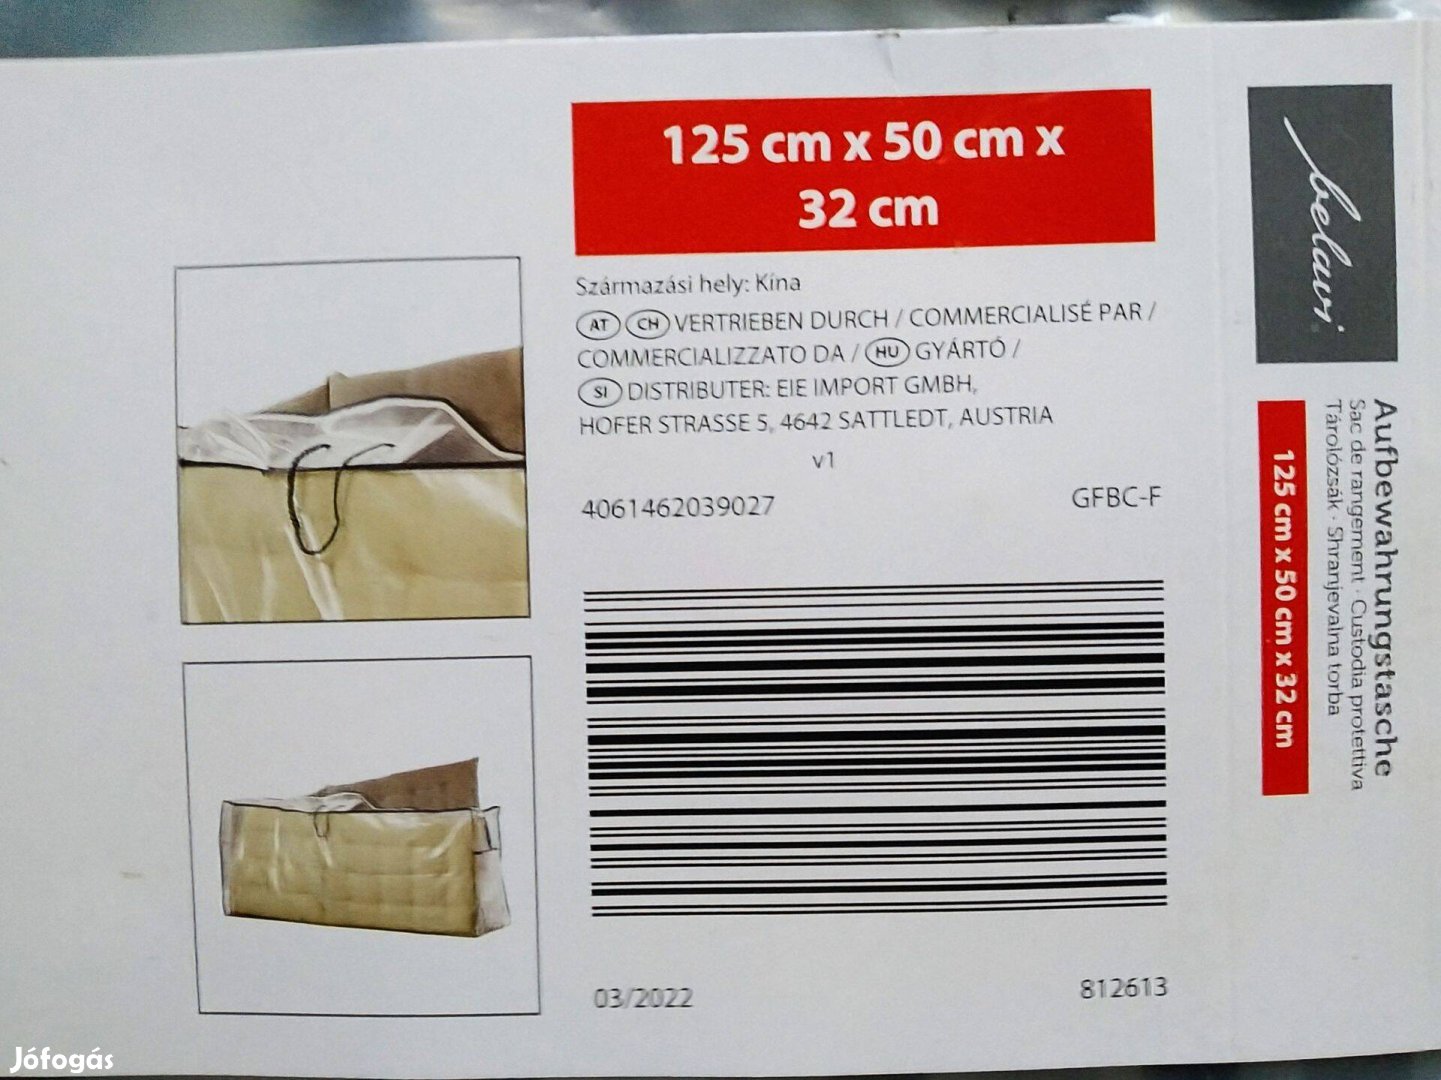 125 cm x 50 cm x
32 cm
Származási hely: Kína
AT CH VERTRIEBEN DURCH / COMMERCIALISÉ PAR /
COMMERCIALIZZATO DA / HU GYÁRTÓ /
SI DISTRIBUTER: EIE IMPORT GMBH,
HOFER STRASSE 5, 4642 SATTLEDT, AUSTRIA
v1
4061462039027 GFBC-F
03/2022 812613
belavi
Aufbewahrungstasche
Sac de rangement · Custodia protettiva
Tárolózsák · Shranjevalna torba
125 cm x 50 cm x 32 cm
Jófogás